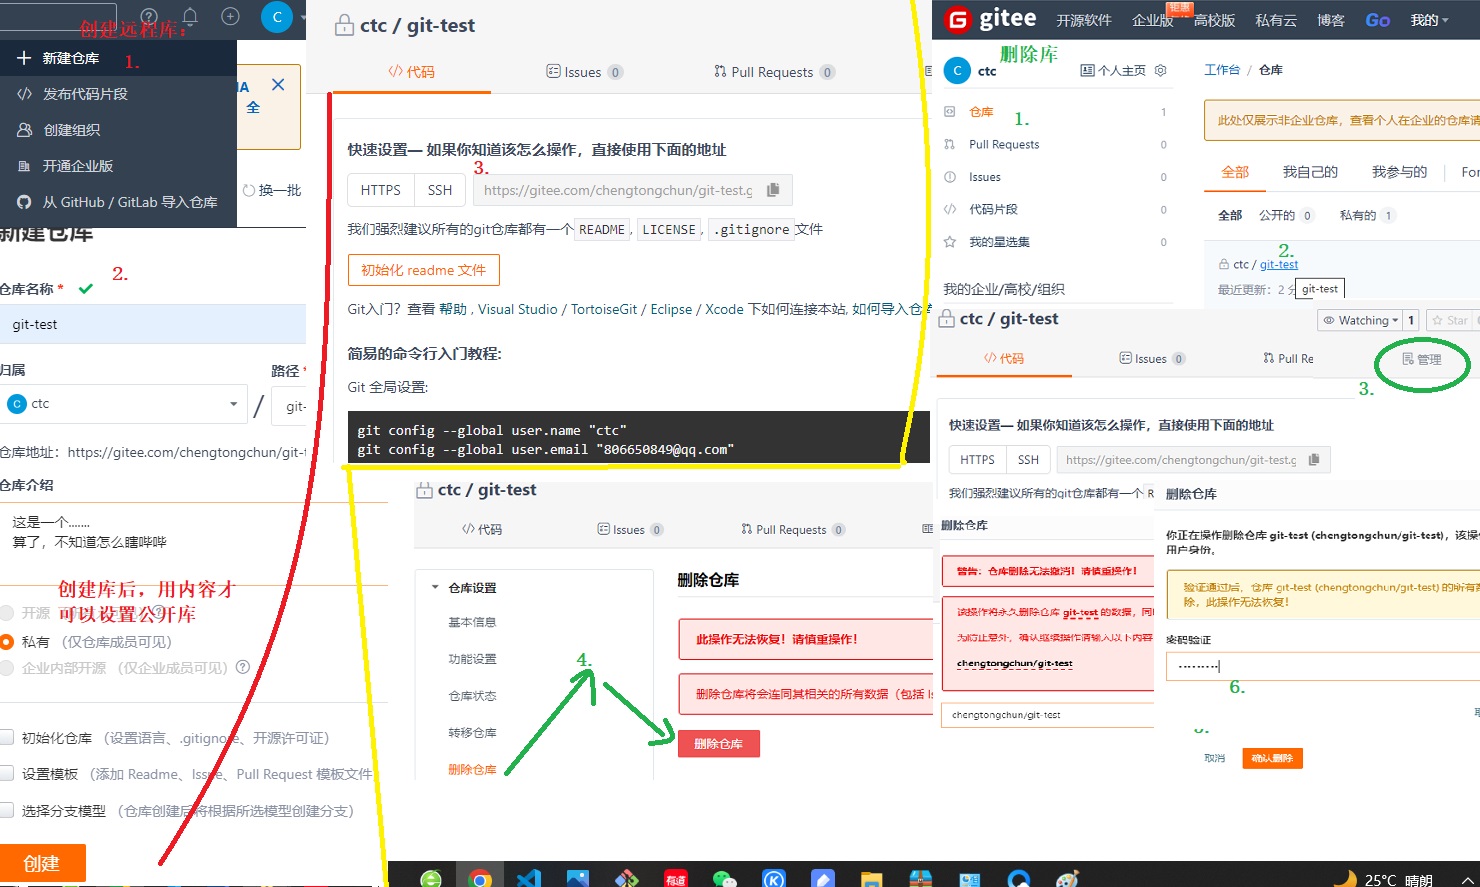 创建远程库:
1.
新建仓库
发布代码片段
创建组织
开通企业版
从 GitHub / GitLab 导入仓库
全
换一批
新建仓库
2.
仓库名称 *
git-test
归属
路径 *
C ctc
/
git-
仓库地址：https://gitee.com/chengtongchun/git-t
仓库介绍
这是一个.......
算了，不知道怎么瞎哔哔
创建库后，用内容才
可以设置公开库
开源
私有 (仅仓库成员可见)
企业内部开源 (仅企业成员可见)
初始化仓库 (设置语言、.gitignore、开源许可证)
设置模板 (添加 Readme、Issue、Pull Request 模板文件
选择分支模型 (仓库创建后将根据所选模型创建分支)
创建
ctc / git-test
代码
Issues 0
Pull Requests 0
快速设置— 如果你知道该怎么操作，直接使用下面的地址
3.
HTTPS SSH https://gitee.com/chengtongchun/git-test.g
我们强烈建议所有的git仓库都有一个 README, LICENSE, .gitignore 文件
初始化 readme 文件
Git入门？查看 帮助 , Visual Studio / TortoiseGit / Eclipse / Xcode 下如何连接本站, 如何导入仓
简易的命令行入门教程:
Git 全局设置:
git config --global user.name "ctc"
git config --global user.email "806650849@qq.com"
ctc / git-test
代码
Issues 0
Pull Requests 0
仓库设置
基本信息
功能设置
仓库状态
转移仓库
删除仓库
4.
删除仓库
此操作无法恢复！请慎重操作！
删除仓库将会连同其相关的所有数据（包括 Is
删除仓库
gitee
开源软件
企业版
钜惠
高校版
私有云
博客
Go
我的
删除库
C ctc
个人主页
工作台 / 仓库
仓库 1
1.
Pull Requests 0
Issues 0
代码片段 0
我的星选集 0
我的企业/高校/组织
此处仅展示非企业仓库，查看个人在企业的仓库请
全部
我自己的
我参与的
For
全部 公开的 0 私有的 1
2.
ctc / git-test
最近更新：2 分
git-test
ctc / git-test
Watching 1
Star
代码
Issues 0
Pull Re
管理
3.
快速设置— 如果你知道该怎么操作，直接使用下面的地址
HTTPS SSH https://gitee.com/chengtongchun/git-test.g
我们强烈建议所有的git仓库都有一个 R
删除仓库
警告：仓库删除无法撤消！请慎重操作！
该操作将永久删除仓库 git-test 的数据，同
为防止意外，确认继续操作请输入以下内容
chengtongchun/git-test
chengtongchun/git-test
删除仓库
你正在操作删除仓库 git-test (chengtongchun/git-test)，该操
用户身份。
验证通过后，仓库 git-test (chengtongchun/git-test) 的所有
除，此操作无法恢复！
密码验证
6.
取消
确认删除
有道
25°C 晴朗